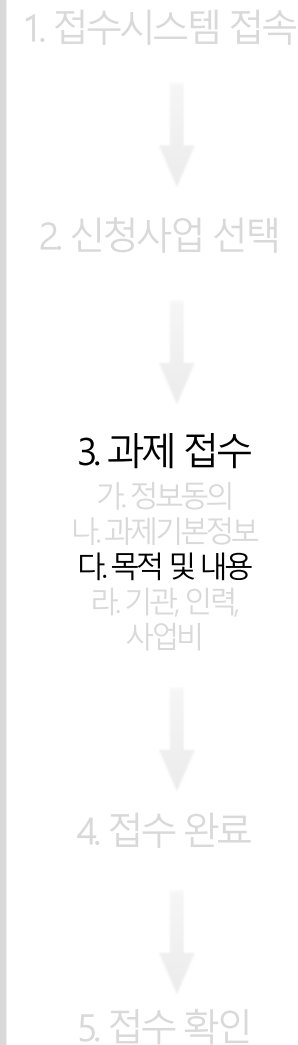 1. 접수시스템 접속
2. 신청사업 선택
3. 과제 접수
가. 정보동의
나. 과제기본정보
다. 목적 및 내용
라. 기관, 인력,
사업비
4. 접수 완료
5. 접수 확인